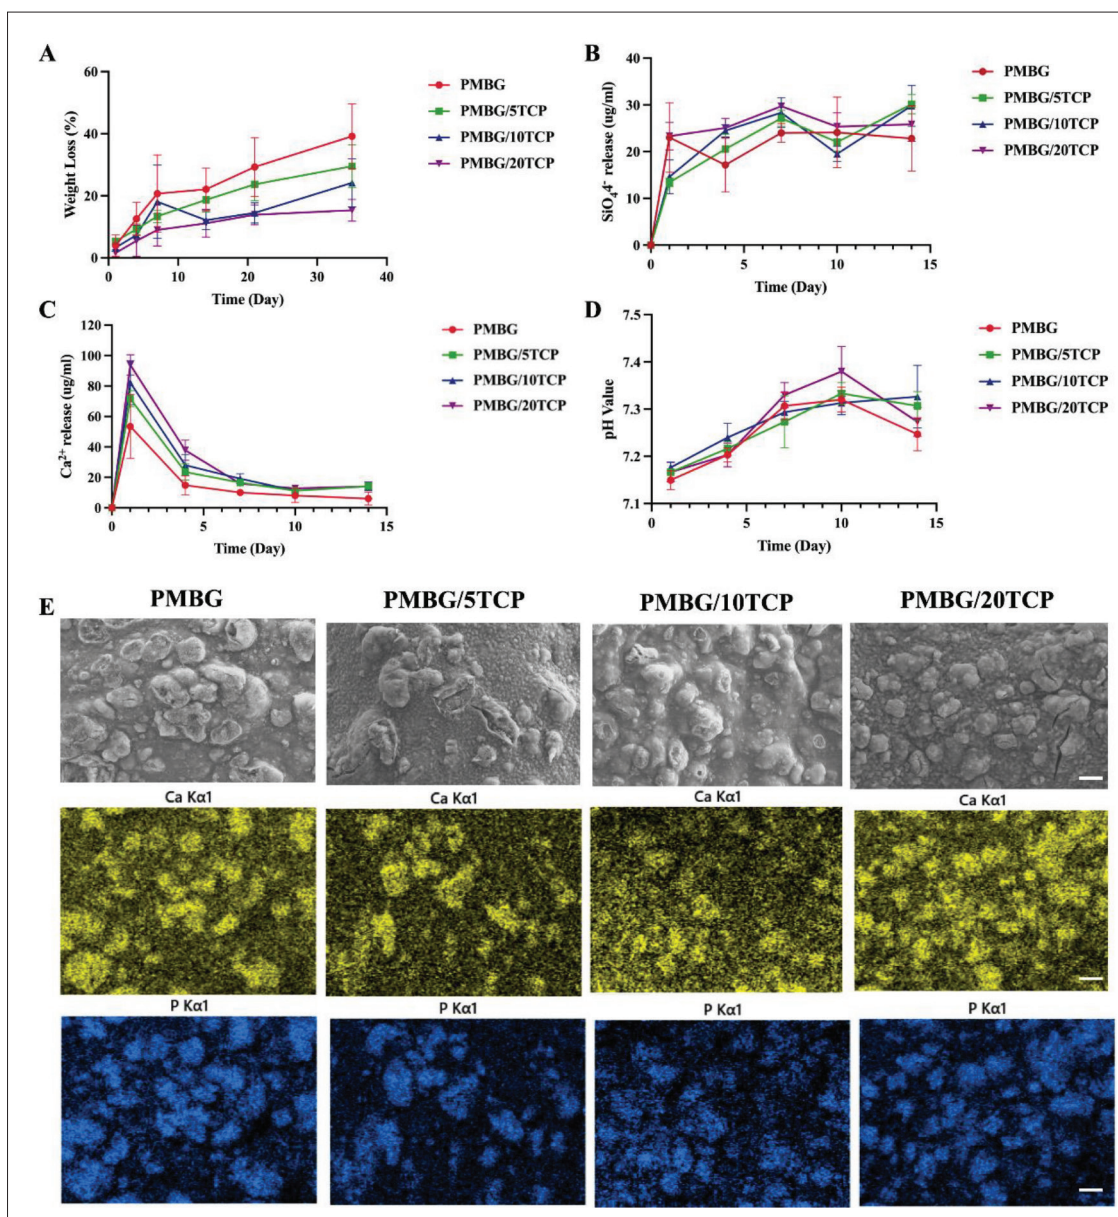 A
60
40
20
0
Weight Loss (%)
0 10 20 30 40
Time (Day)
PMBG
PMBG/5TCP
PMBG/10TCP
PMBG/20TCP
B
40
30
20
10
0
SiO₄4⁻ release (ug/ml)
0 5 10 15
Time (Day)
PMBG
PMBG/5TCP
PMBG/10TCP
PMBG/20TCP
C
120
100
80
60
40
20
0
Ca²⁺ release (ug/ml)
0 5 10 15
Time (Day)
PMBG
PMBG/5TCP
PMBG/10TCP
PMBG/20TCP
D
7.5
7.4
7.3
7.2
7.1
pH Value
0 5 10 15
Time (Day)
PMBG
PMBG/5TCP
PMBG/10TCP
PMBG/20TCP
E
PMBG PMBG/5TCP PMBG/10TCP PMBG/20TCP
Ca Kα1 Ca Kα1 Ca Kα1 Ca Kα1
P Kα1 P Kα1 P Kα1 P Kα1